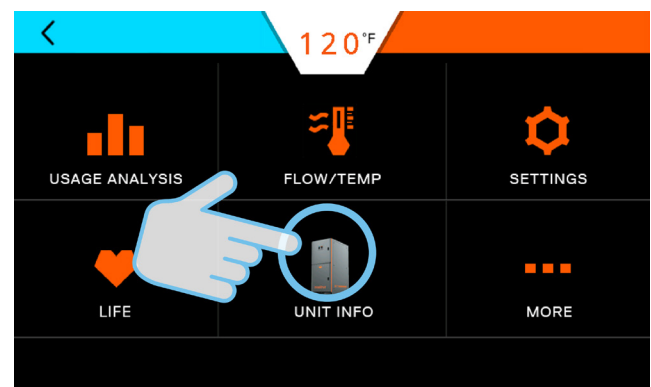 120°F
USAGE ANALYSIS
FLOW/TEMP
SETTINGS
LIFE
UNIT INFO
MORE